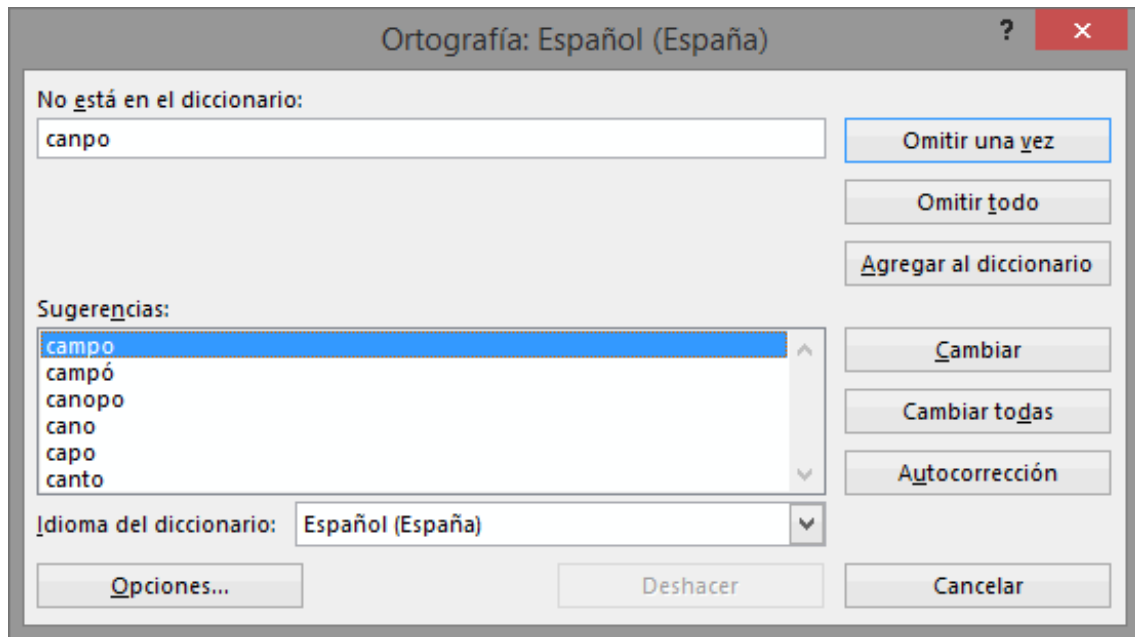 Ortografía: Español (España)
?
No está en el diccionario:
canpo
Omitir una vez
Omitir todo
Agregar al diccionario
Sugerencias:
campo
campó
canopo
cano
capo
canto
Cambiar
Cambiar todas
Autocorrección
Idioma del diccionario: Español (España)
Opciones... Deshacer Cancelar